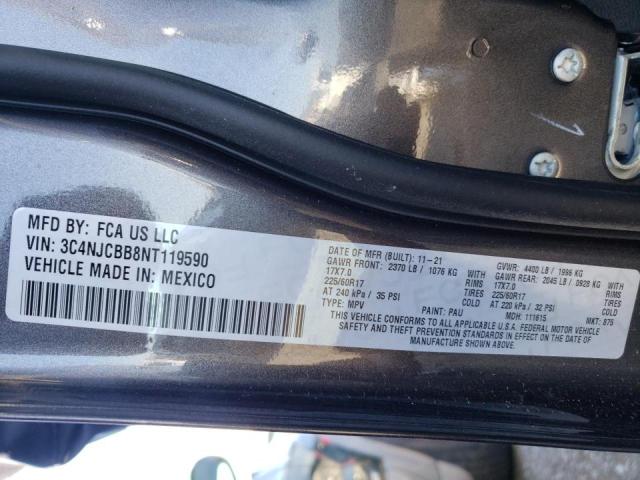 MFD BY: FCA US LLC
VIN: 3C4NJCBB8NT119590
VEHICLE MADE IN: MEXICO
DATE OF MFR (BUILT): 11-21 GVWR: 4400 LB / 1996 KG
GAWR FRONT: 2370 LB / 1076 KG WITH GAWR REAR: 2045 LB / 0928 KG WITH
17X7.0 RIMS 17X7.0 RIMS
225/60R17 TIRES 225/60R17 TIRES
AT 240 kPa / 35 PSI COLD AT 220 kPa / 32 PSI COLD
TYPE: MPV PAINT: PAU MDH: 111615 MKT: 875
THIS VEHICLE CONFORMS TO ALL APPLICABLE U.S.A. FEDERAL MOTOR VEHICLE
SAFETY AND THEFT PREVENTION STANDARDS IN EFFECT ON THE DATE OF
MANUFACTURE SHOWN ABOVE.